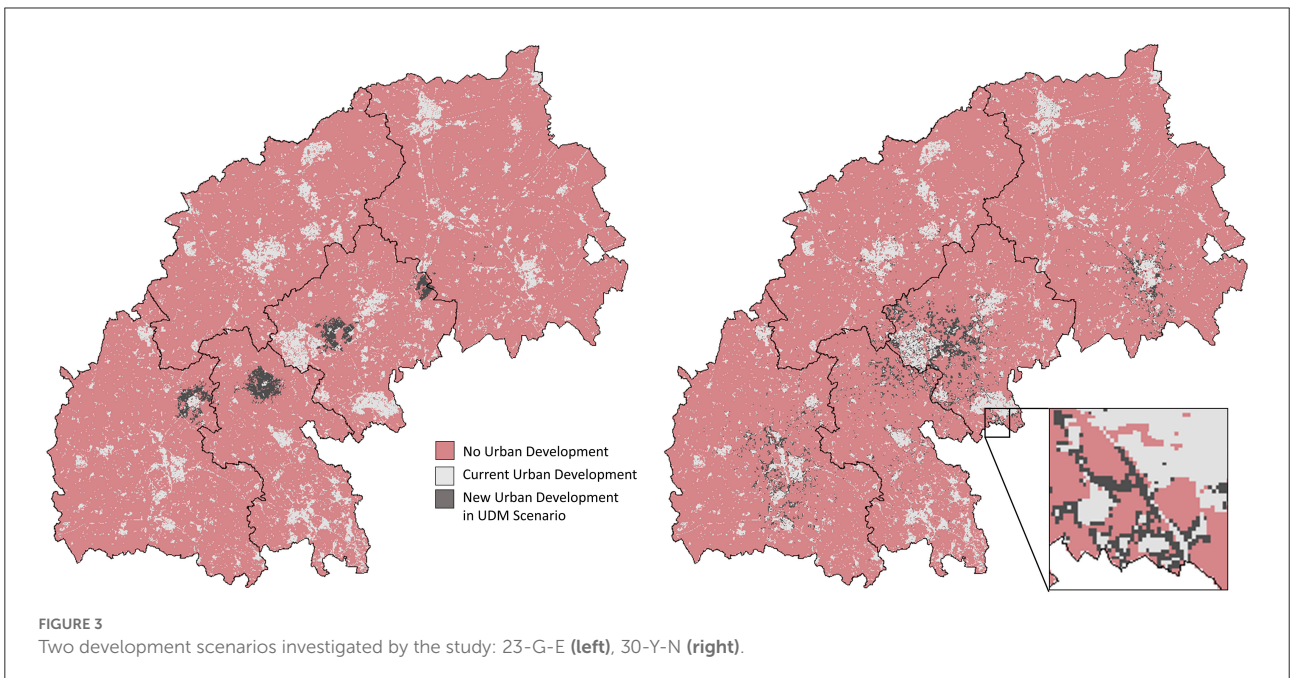 No Urban Development
Current Urban Development
New Urban Development
in UDM Scenario
FIGURE 3
Two development scenarios investigated by the study: 23-G-E (left), 30-Y-N (right).